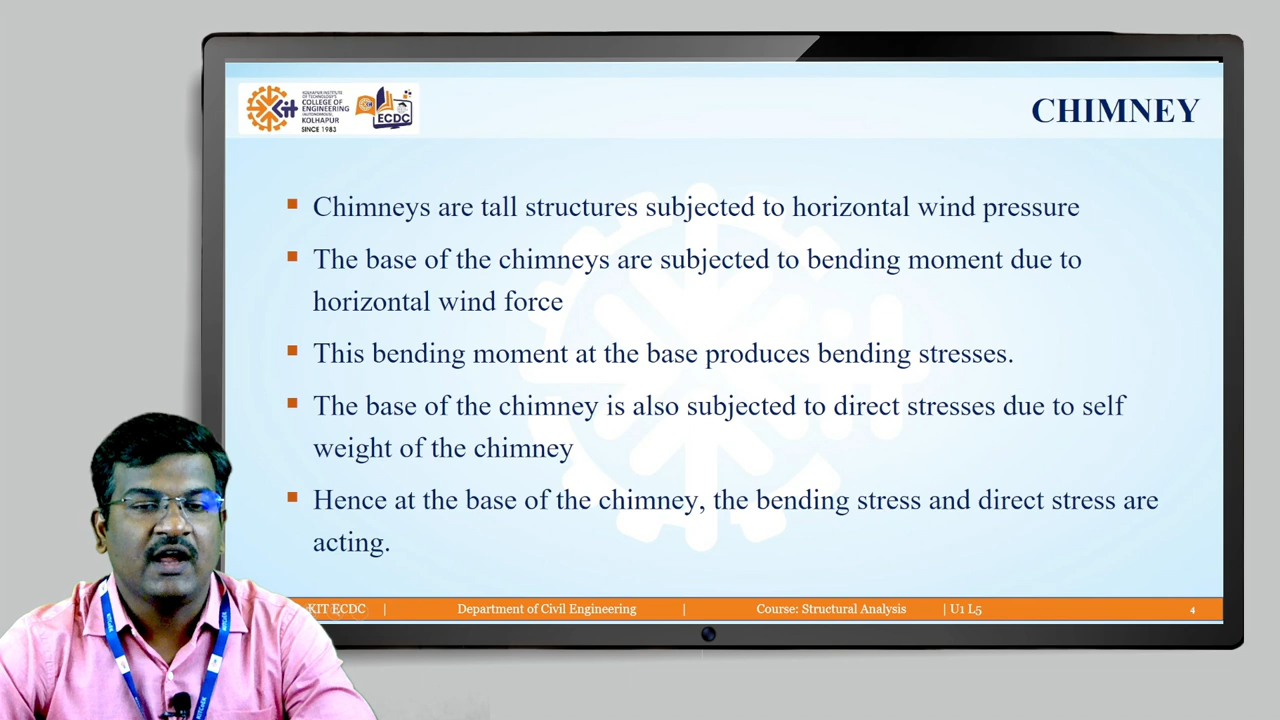 KOLHAPUR INSTITUTE
OF TECHNOLOGY'S
COLLEGE OF
ENGINEERING
(AUTONOMOUS),
KOLHAPUR
SINCE 1983
Kit
ECDC
CHIMNEY
Chimneys are tall structures subjected to horizontal wind pressure
The base of the chimneys are subjected to bending moment due to
horizontal wind force
This bending moment at the base produces bending stresses.
The base of the chimney is also subjected to direct stresses due to self
weight of the chimney
Hence at the base of the chimney, the bending stress and direct stress are
acting.
KIT ECDC | Department of Civil Engineering | Course: Structural Analysis | U1 L5 4